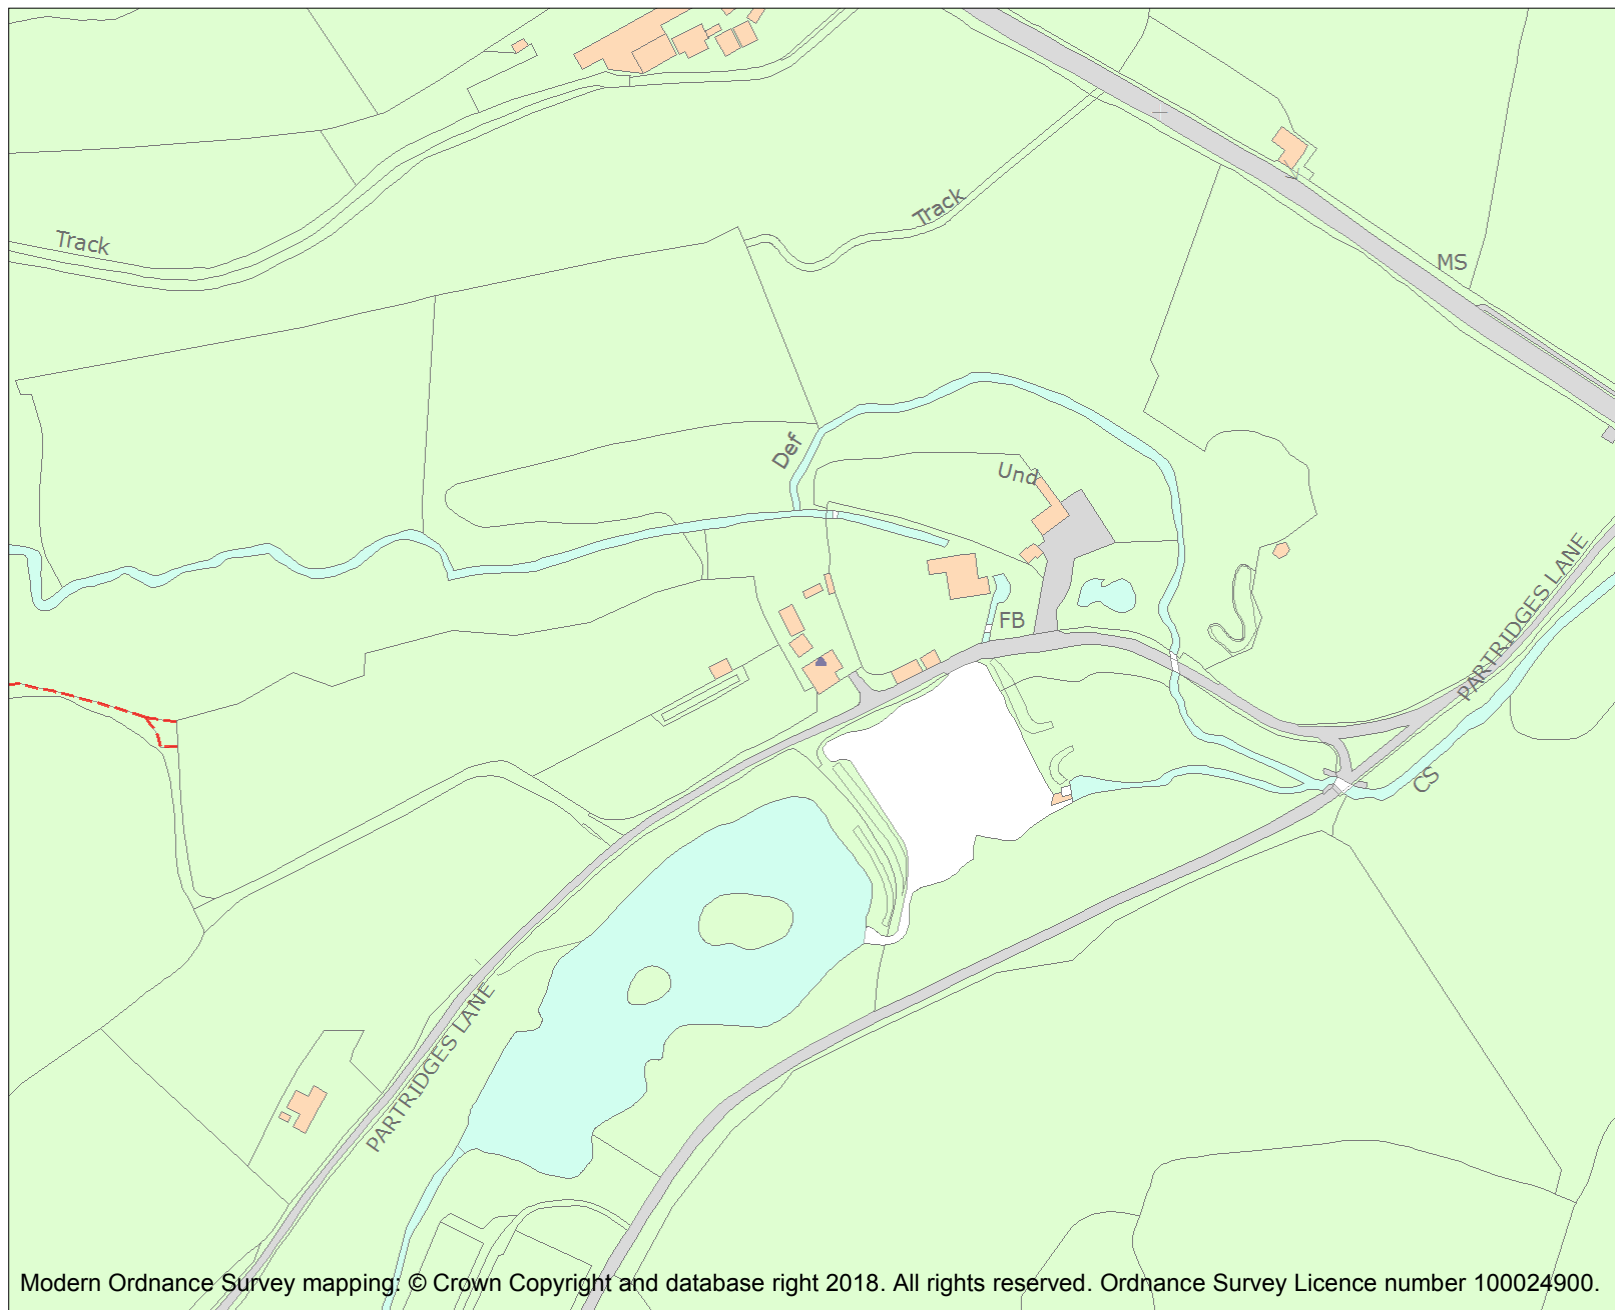 Track
Track
MS
Def
Und
FB
PARTRIDGES LANE
CS
PARTRIDGES LANE
Modern Ordnance Survey mapping: © Crown Copyright and database right 2018. All rights reserved. Ordnance Survey Licence number 100024900.